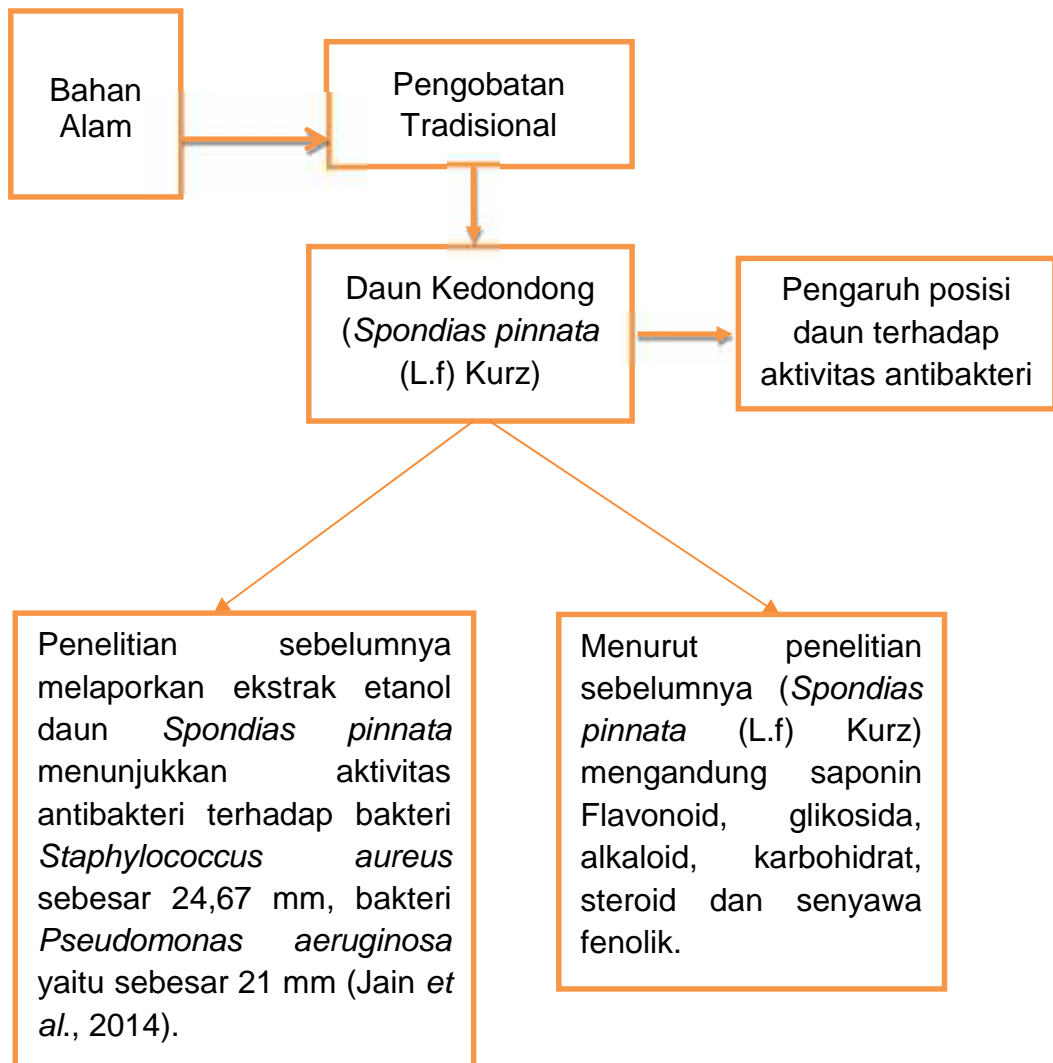 Bahan
Alam
Pengobatan
Tradisional
Daun Kedondong
(Spondias pinnata
(L.f) Kurz)
Pengaruh posisi
daun terhadap
aktivitas antibakteri
Penelitian sebelumnya
melaporkan ekstrak etanol
daun Spondias pinnata
menunjukkan aktivitas
antibakteri terhadap bakteri
Staphylococcus aureus
sebesar 24,67 mm, bakteri
Pseudomonas aeruginosa
yaitu sebesar 21 mm (Jain et
al., 2014).
Menurut penelitian
sebelumnya (Spondias
pinnata (L.f) Kurz)
mengandung saponin
Flavonoid, glikosida,
alkaloid, karbohidrat,
steroid dan senyawa
fenolik.